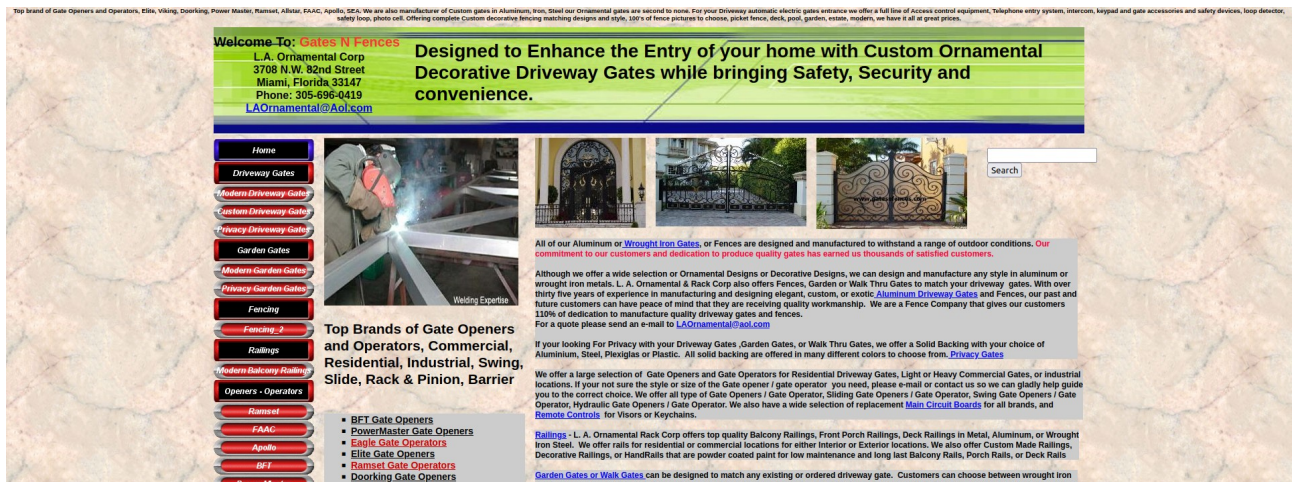 Top brand of Gate Openers and Operators, Elite, Viking, Doorking, Power Master, Ramset, Allstar, FAAC, Apollo, SEA. We are also manufacturer of Custom gates in Aluminum, Iron, Steel our Ornamental gates are second to none. For your Driveway automatic electric gates entrance we offer a full line of Access control equipment, Telephone entry system, intercom, keypad and gate accessories and safety devices, loop detector,
safety loop, photo cell. Offering complete Custom decorative fencing matching designs and style, 100's of fence pictures to choose, picket fence, deck, pool, garden, estate, modern, we have it all at great prices.
Welcome To: Gates N Fences
L.A. Ornamental Corp
3708 N.W. 82nd Street
Miami, Florida 33147
Phone: 305-696-0419
LAOrnamental@Aol.com
Designed to Enhance the Entry of your home with Custom Ornamental
Decorative Driveway Gates while bringing Safety, Security and
convenience.
Home
Driveway Gates
Modern Driveway Gates
Custom Driveway Gates
Privacy Driveway Gates
Garden Gates
Modern Garden Gates
Privacy Garden Gates
Fencing
Fencing_2
Railings
Modern Balcony Railings
Openers - Operators
Ramset
FAAC
Apollo
BFT
Welding Expertise
Top Brands of Gate Openers
and Operators, Commercial,
Residential, Industrial, Swing,
Slide, Rack & Pinion, Barrier
BFT Gate Openers
PowerMaster Gate Openers
Eagle Gate Operators
Elite Gate Openers
Ramset Gate Operators
Doorking Gate Openers
Search
All of our Aluminum or Wrought Iron Gates, or Fences are designed and manufactured to withstand a range of outdoor conditions. Our
commitment to our customers and dedication to produce quality gates has earned us thousands of satisfied customers.
Although we offer a wide selection or Ornamental Designs or Decorative Designs, we can design and manufacture any style in aluminum or
wrought iron metals. L. A. Ornamental & Rack Corp also offers Fences, Garden or Walk Thru Gates to match your driveway gates. With over
thirty five years of experience in manufacturing and designing elegant, custom, or exotic Aluminum Driveway Gates and Fences, our past and
future customers can have peace of mind that they are receiving quality workmanship. We are a Fence Company that gives our customers
110% of dedication to manufacture quality driveway gates and fences.
For a quote please send an e-mail to LAOrnamental@aol.com
If your looking For Privacy with your Driveway Gates ,Garden Gates, or Walk Thru Gates, we offer a Solid Backing with your choice of
Aluminium, Steel, Plexiglas or Plastic. All solid backing are offered in many different colors to choose from. Privacy Gates
We offer a large selection of Gate Openers and Gate Operators for Residential Driveway Gates, Light or Heavy Commercial Gates, or industrial
locations. If your not sure the style or size of the Gate opener / gate operator you need, please e-mail or contact us so we can gladly help guide
you to the correct choice. We offer all type of Gate Openers / Gate Operator, Sliding Gate Openers / Gate Operator, Swing Gate Openers / Gate
Operator, Hydraulic Gate Openers / Gate Operator. We also have a wide selection of replacement Main Circuit Boards for all brands, and
Remote Controls for Visors or Keychains.
Railings - L. A. Ornamental Rack Corp offers top quality Balcony Railings, Front Porch Railings, Deck Railings in Metal, Aluminum, or Wrought
Iron Steel. We offer rails for residential or commercial locations for either Interior or Exterior locations. We also offer Custom Made Railings,
Decorative Railings, or HandRails that are powder coated paint for low maintenance and long last Balcony Rails, Porch Rails, or Deck Rails
Garden Gates or Walk Gates can be designed to match any existing or ordered driveway gate. Customers can choose between wrought iron